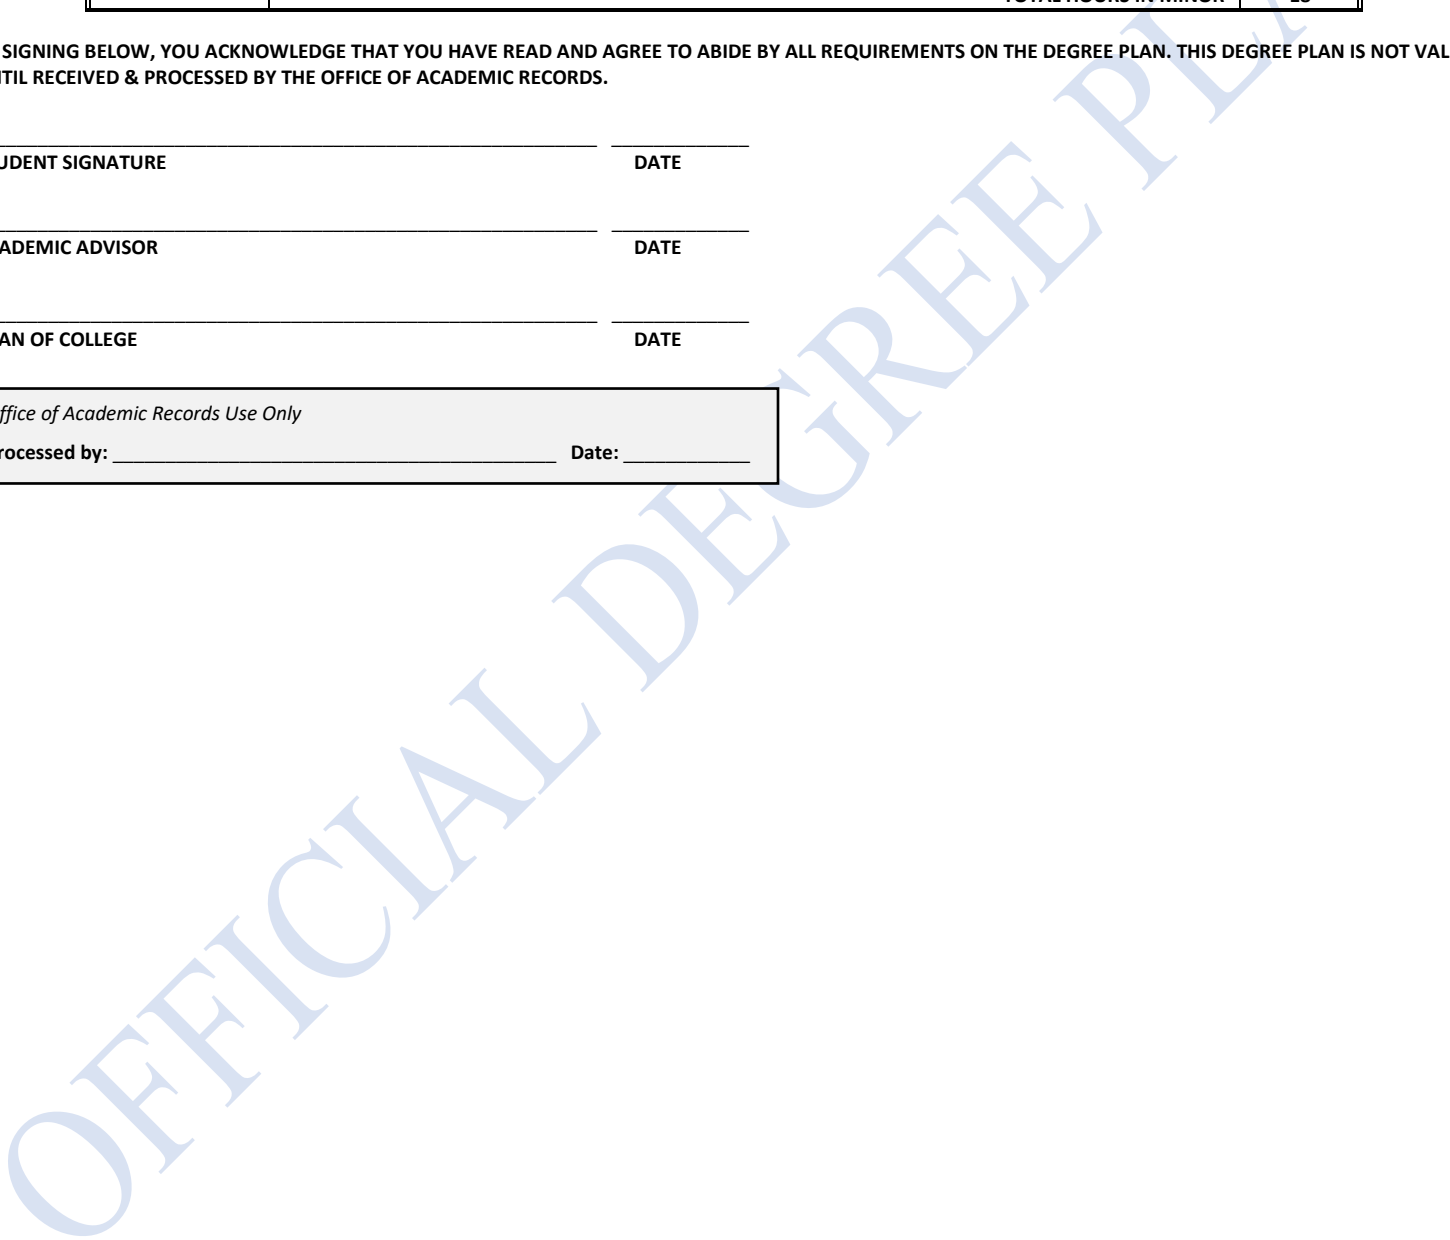 TOTAL HOURS IN MINOR
SIGNING BELOW, YOU ACKNOWLEDGE THAT YOU HAVE READ AND AGREE TO ABIDE BY ALL REQUIREMENTS ON THE DEGREE PLAN. THIS DEGREE PLAN IS NOT VAL
NTIL RECEIVED & PROCESSED BY THE OFFICE OF ACADEMIC RECORDS.
UDENT SIGNATURE DATE
ADEMIC ADVISOR DATE
AN OF COLLEGE DATE
ffice of Academic Records Use Only
rocessed by: ____________ Date: ____________
OFFICIAL DEGREE PLA